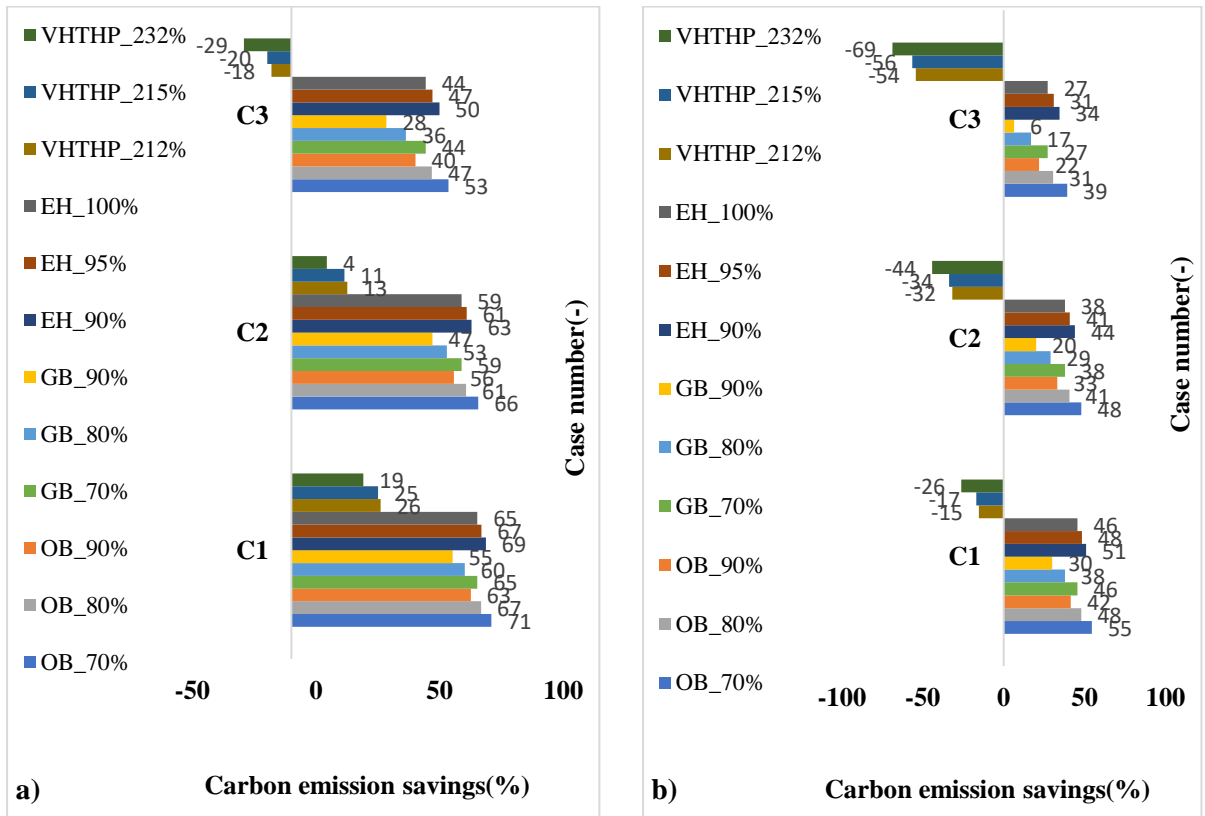 VHTHP_232%
VHTHP_215%
VHTHP_212%
EH_100%
EH_95%
EH_90%
GB_90%
GB_80%
GB_70%
OB_90%
OB_80%
OB_70%
C3
-29
-20
-18
44
47
50
28
36
44
40
47
53
C2
4
11
13
59
61
63
47
53
59
56
61
66
C1
19
25
26
65
67
69
55
60
65
63
67
71
Case number(-)
-50 0 50 100
Carbon emission savings(%)
a)
VHTHP_232%
VHTHP_215%
VHTHP_212%
EH_100%
EH_95%
EH_90%
GB_90%
GB_80%
GB_70%
OB_90%
OB_80%
OB_70%
C3
-69
-56
-54
27
31
34
6
17
27
22
31
39
C2
-44
-34
-32
38
41
44
20
29
38
33
41
48
C1
-26
-17
-15
46
48
51
30
38
46
42
48
55
Case number(-)
-100 -50 0 50 100
Carbon emission savings(%)
b)